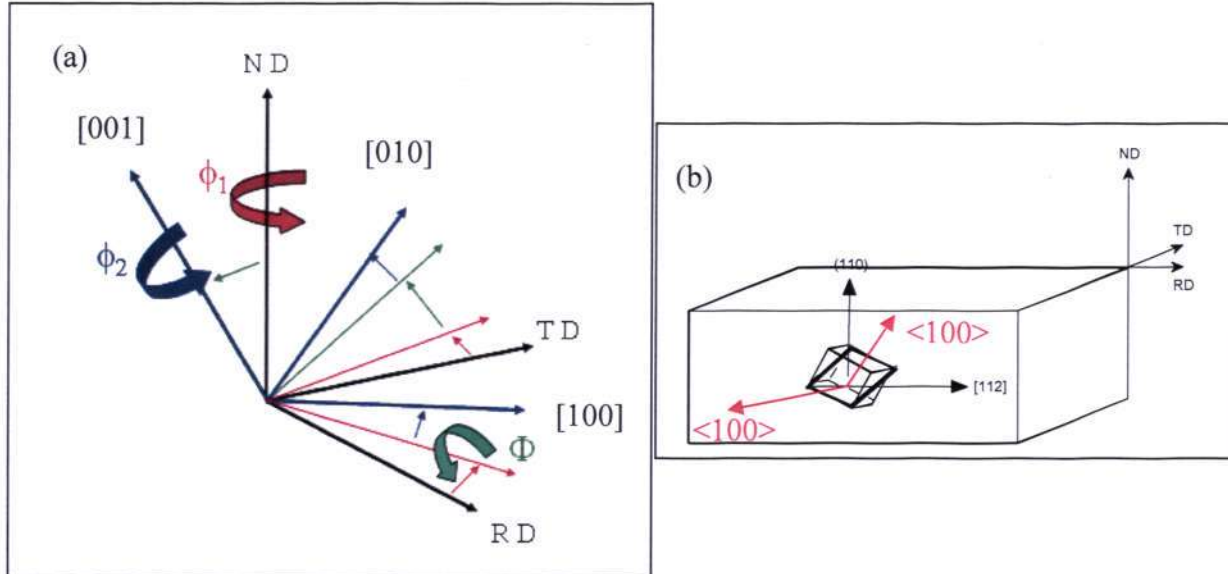 (a)
ND
[001]
[010]
ϕ1
ϕ2
TD
[100]
Φ
RD
(b)
ND
TD
RD
(110)
<100>
[112]
<100>